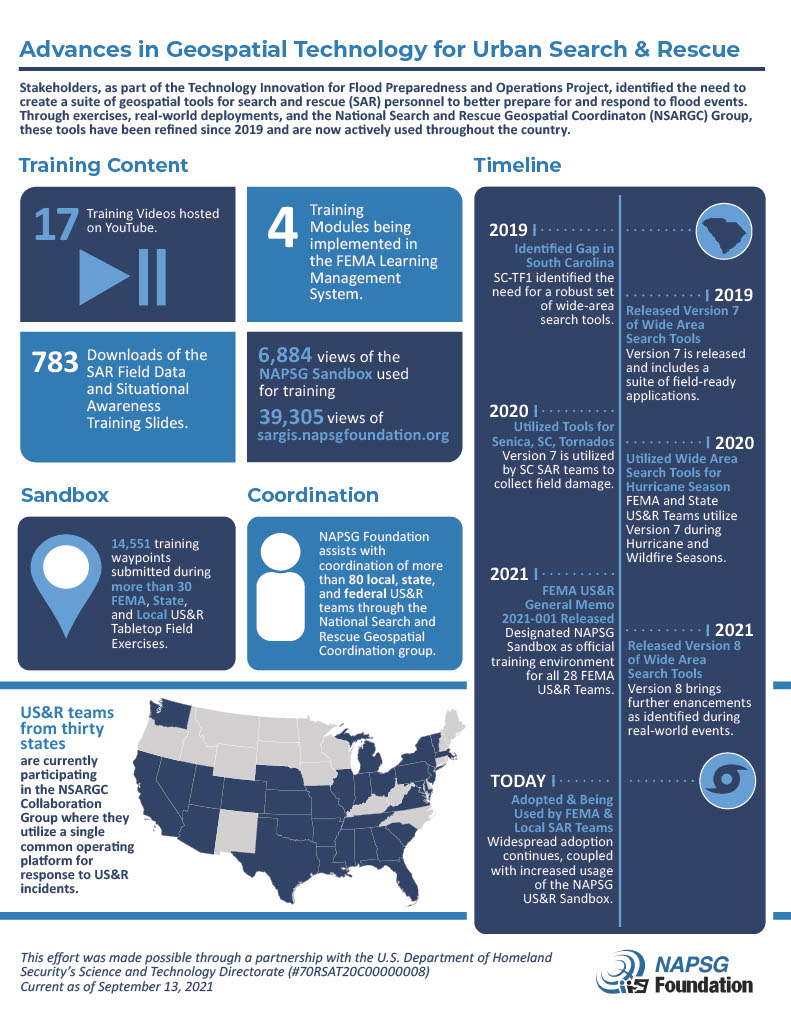 Advances in Geospatial Technology for Urban Search & Rescue
Stakeholders, as part of the Technology Innovation for Flood Preparedness and Operations Project, identified the need to
create a suite of geospatial tools for search and rescue (SAR) personnel to better prepare for and respond to flood events.
Through exercises, real-world deployments, and the National Search and Rescue Geospatial Coordinaton (NSARGC) Group,
these tools have been refined since 2019 and are now actively used throughout the country.
Training Content
17 Training Videos hosted
on YouTube.
4 Training
Modules being
implemented in
the FEMA Learning
Management
System.
783 Downloads of the
SAR Field Data
and Situational
Awareness
Training Slides.
6,884 views of the
NAPSG Sandbox used
for training
39,305 views of
sargis.napsgfoundation.org
Sandbox
14,551 training
waypoints
submitted during
more than 30
FEMA, State,
and Local US&R
Tabletop Field
Exercises.
Coordination
NAPSG Foundation
assists with
coordination of more
than 80 local, state,
and federal US&R
teams through the
National Search and
Rescue Geospatial
Coordination group.
US&R teams
from thirty
states
are currently
participating
in the NSARGC
Collaboration
Group where they
utilize a single
common operating
platform for
response to US&R
incidents.
Timeline
2019
Identified Gap in
South Carolina
SC-TF1 identified the
need for a robust set
of wide-area
search tools.
2019
Released Version 7
of Wide Area
Search Tools
Version 7 is released
and includes a
suite of field-ready
applications.
2020
Utilized Tools for
Senica, SC, Tornados
Version 7 is utilized
by SC SAR teams to
collect field damage.
2020
Utilized Wide Area
Search Tools for
Hurricane Season
FEMA and State
US&R Teams utilize
Version 7 during
Hurricane and
Wildfire Seasons.
2021
FEMA US&R
General Memo
2021-001 Released
Designated NAPSG
Sandbox as official
training environment
for all 28 FEMA
US&R Teams.
2021
Released Version 8
of Wide Area
Search Tools
Version 8 brings
further enancements
as identified during
real-world events.
TODAY
Adopted & Being
Used by FEMA &
Local SAR Teams
Widespread adoption
continues, coupled
with increased usage
of the NAPSG
US&R Sandbox.
This effort was made possible through a partnership with the U.S. Department of Homeland
Security's Science and Technology Directorate (#70RSAT20C00000008)
Current as of September 13, 2021
NAPSG
Foundation